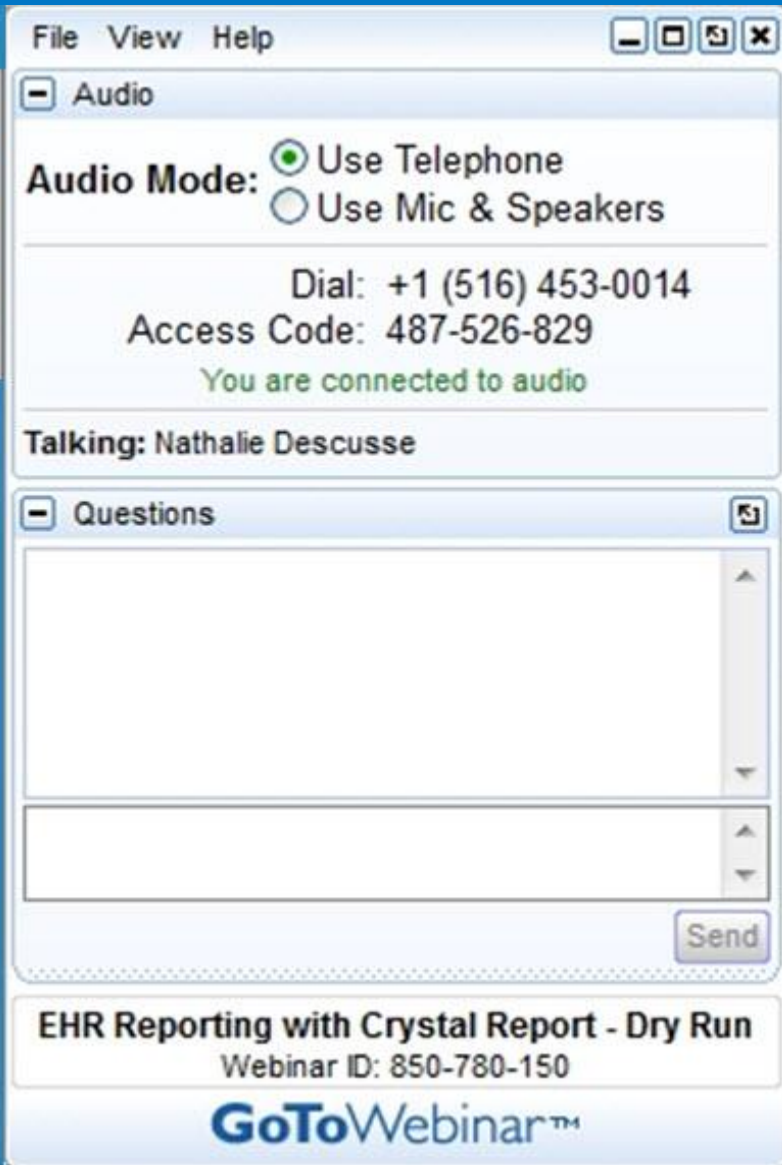 File View Help
Audio
Audio Mode: Use Telephone
Use Mic & Speakers
Dial: +1 (516) 453-0014
Access Code: 487-526-829
You are connected to audio
Talking: Nathalie Descusse
Questions
Send
EHR Reporting with Crystal Report - Dry Run
Webinar ID: 850-780-150
GoToWebinar™